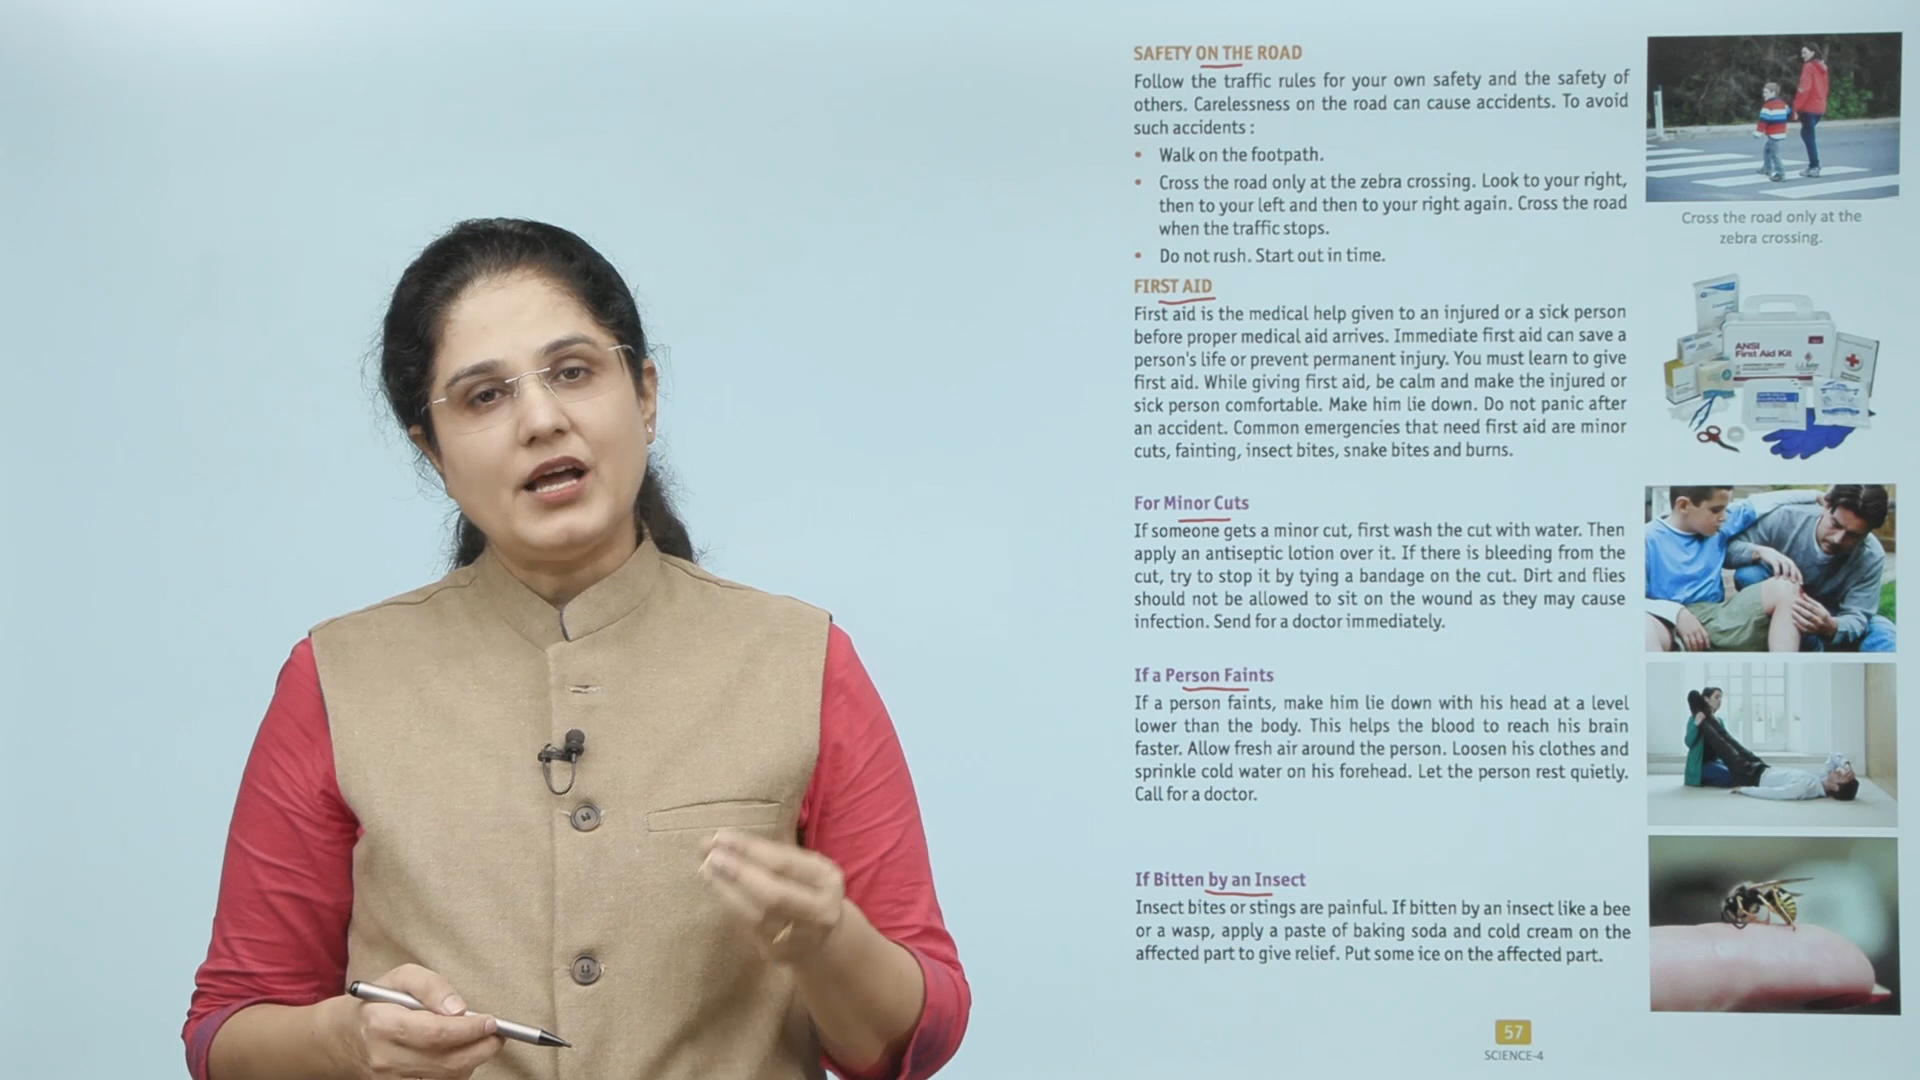 SAFETY ON THE ROAD
Follow the traffic rules for your own safety and the safety of
others. Carelessness on the road can cause accidents. To avoid
such accidents :
• Walk on the footpath.
• Cross the road only at the zebra crossing. Look to your right,
then to your left and then to your right again. Cross the road
when the traffic stops.
• Do not rush. Start out in time.
Cross the road only at the
zebra crossing.
FIRST AID
First aid is the medical help given to an injured or a sick person
before proper medical aid arrives. Immediate first aid can save a
person's life or prevent permanent injury. You must learn to give
first aid. While giving first aid, be calm and make the injured or
sick person comfortable. Make him lie down. Do not panic after
an accident. Common emergencies that need first aid are minor
cuts, fainting, insect bites, snake bites and burns.
ANSI
First Aid Kit
For Minor Cuts
If someone gets a minor cut, first wash the cut with water. Then
apply an antiseptic lotion over it. If there is bleeding from the
cut, try to stop it by tying a bandage on the cut. Dirt and flies
should not be allowed to sit on the wound as they may cause
infection. Send for a doctor immediately.
If a Person Faints
If a person faints, make him lie down with his head at a level
lower than the body. This helps the blood to reach his brain
faster. Allow fresh air around the person. Loosen his clothes and
sprinkle cold water on his forehead. Let the person rest quietly.
Call for a doctor.
If Bitten by an Insect
Insect bites or stings are painful. If bitten by an insect like a bee
or a wasp, apply a paste of baking soda and cold cream on the
affected part to give relief. Put some ice on the affected part.
57
SCIENCE-4